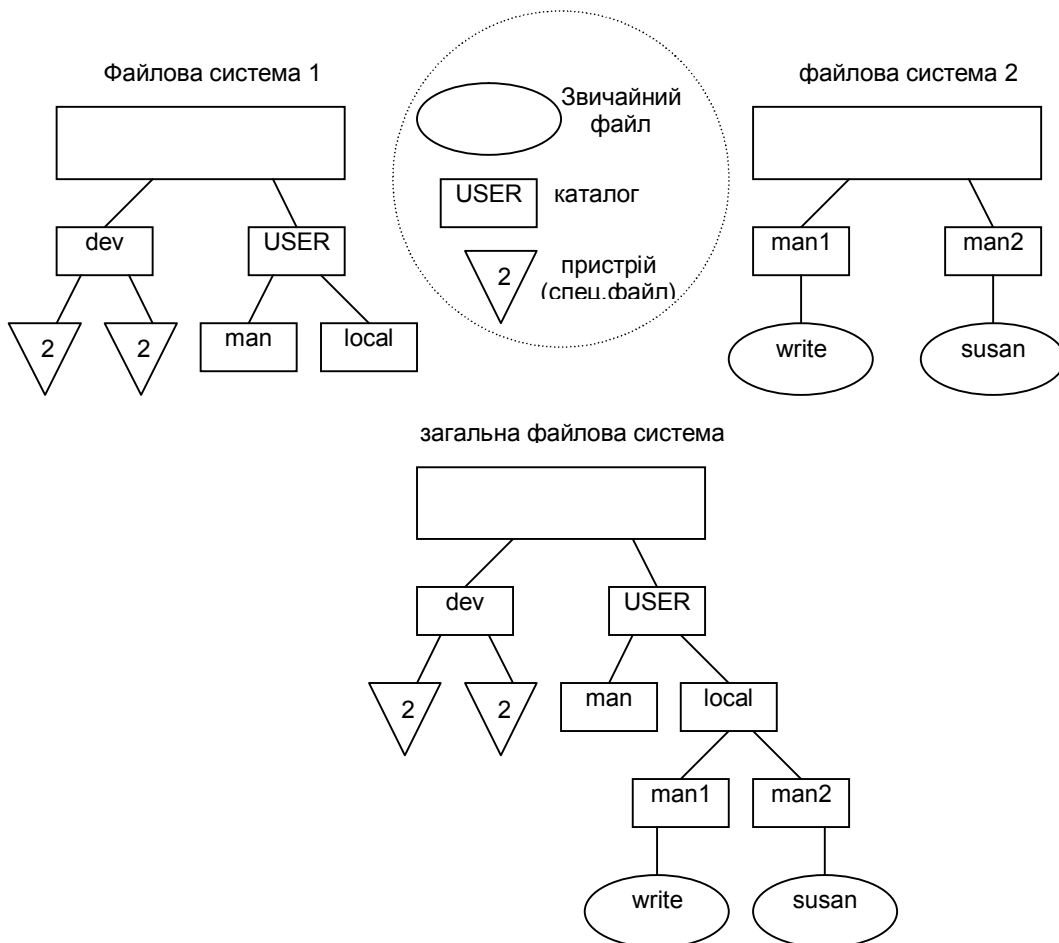 Файлова система 1
файлова система 2
Звичайний
файл
USER
каталог
2
пристрій
(спец.файл)
dev
USER
2
2
man
local
man1
man2
write
susan
загальна файлова система
dev
USER
2
2
man
local
man1
man2
write
susan